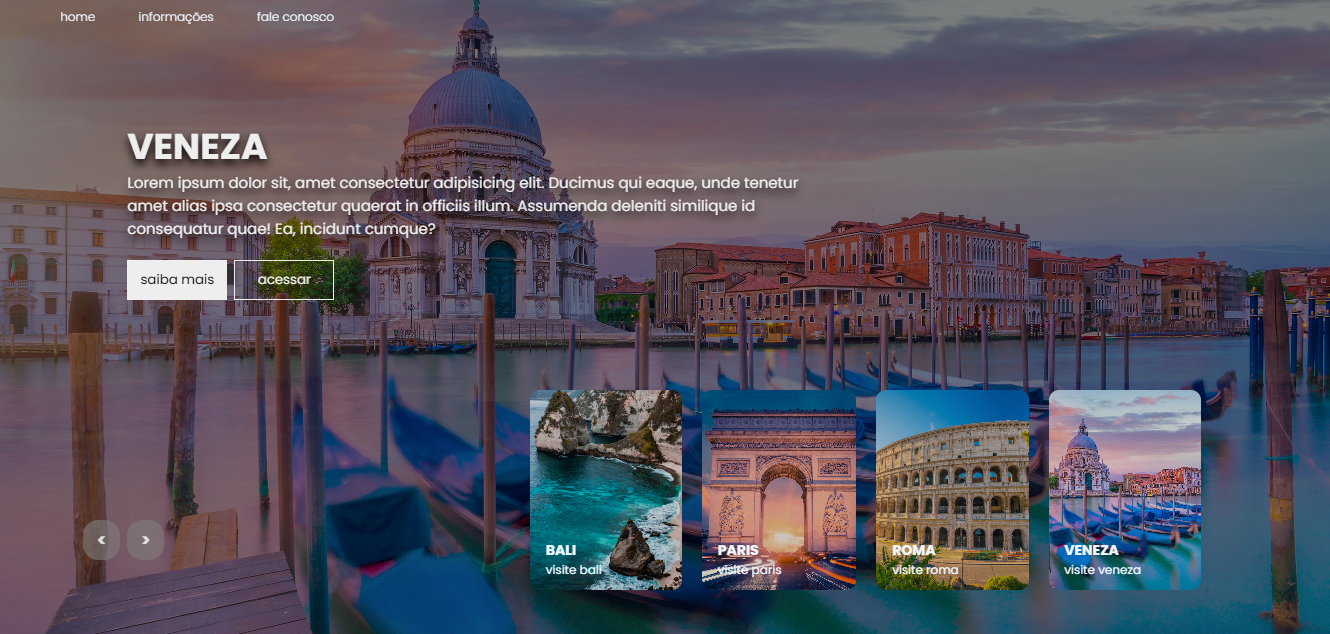 home informações fale conosco
VENEZA
Lorem ipsum dolor sit, amet consectetur adipisicing elit. Ducimus qui eaque, unde tenetur
amet alias ipsa consectetur quaerat in officiis illum. Assumenda deleniti similique id
consequatur quae! Ea, incidunt cumque?
saiba mais acessar
< >
BALI
visite bali
PARIS
visite paris
ROMA
visite roma
VENEZA
visite veneza